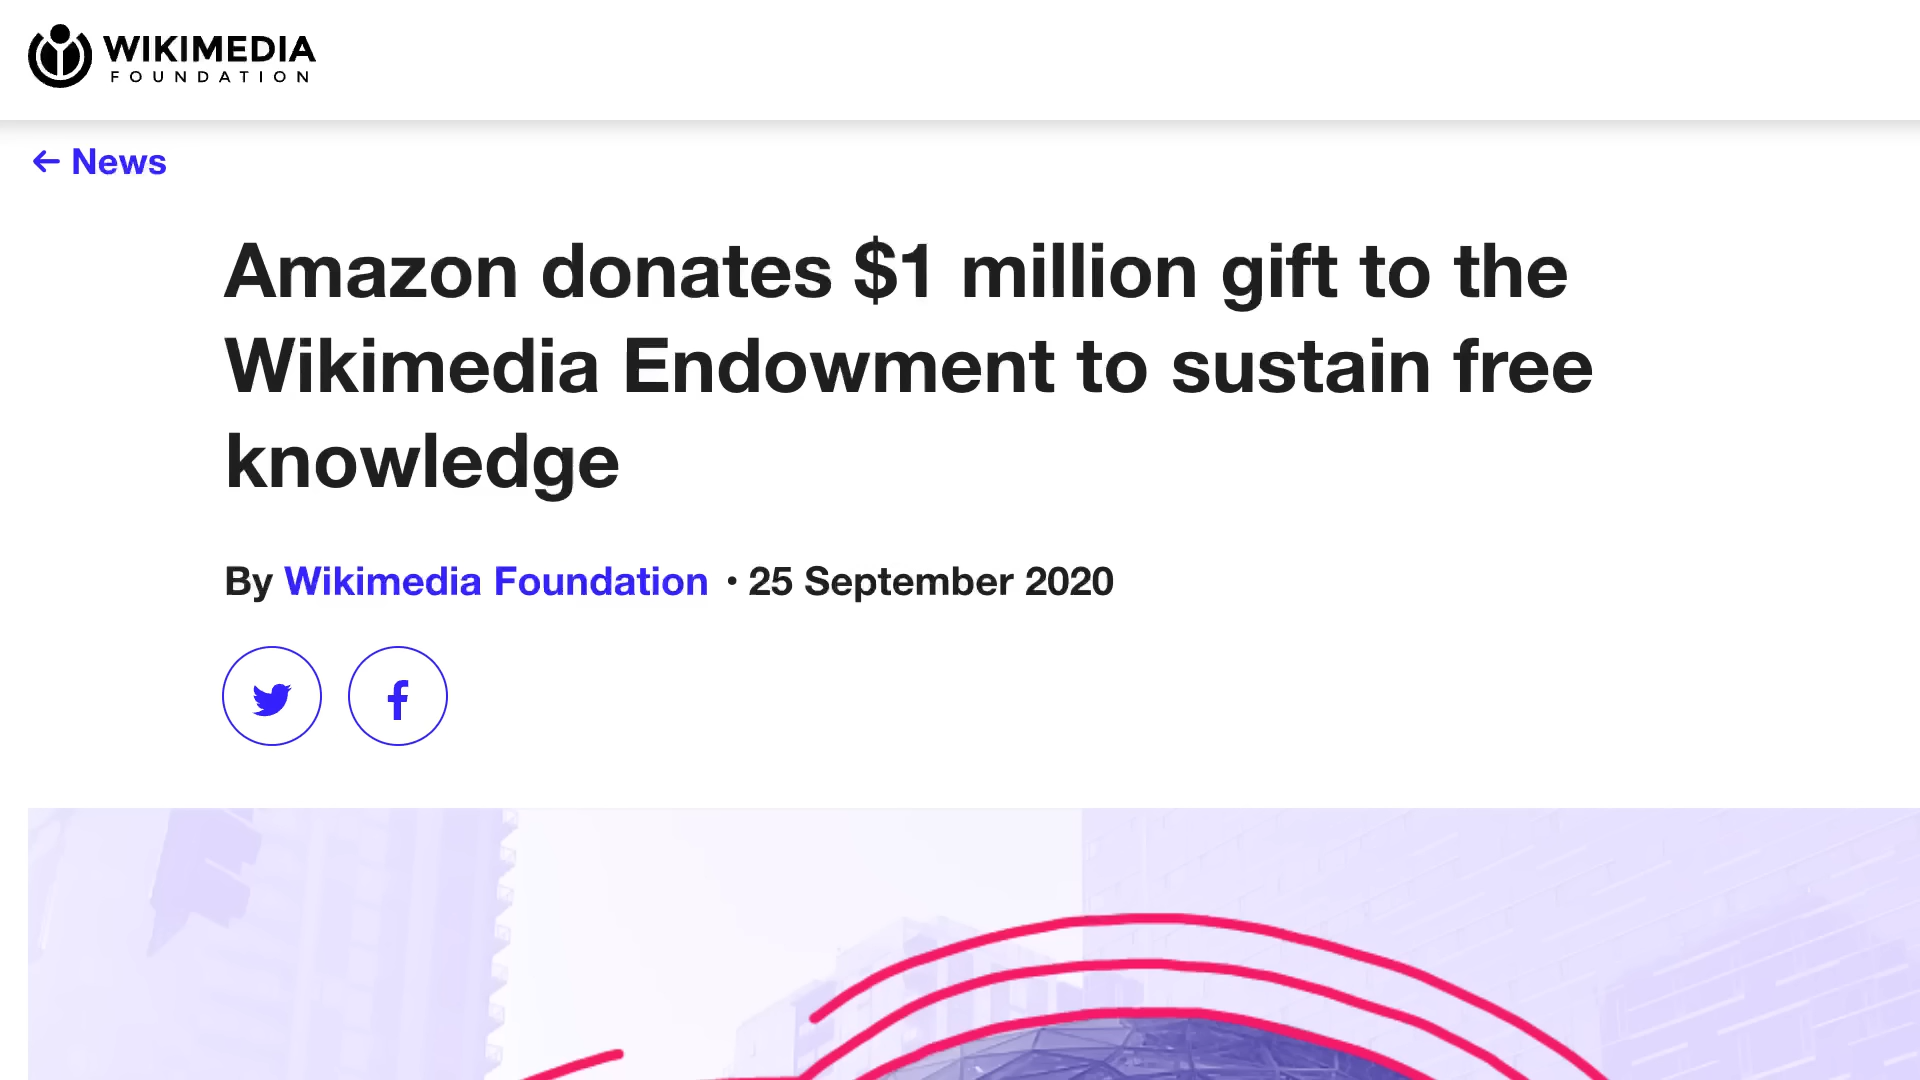 WIKIMEDIA
FOUNDATION
← News
Amazon donates $1 million gift to the
Wikimedia Endowment to sustain free
knowledge
By Wikimedia Foundation · 25 September 2020